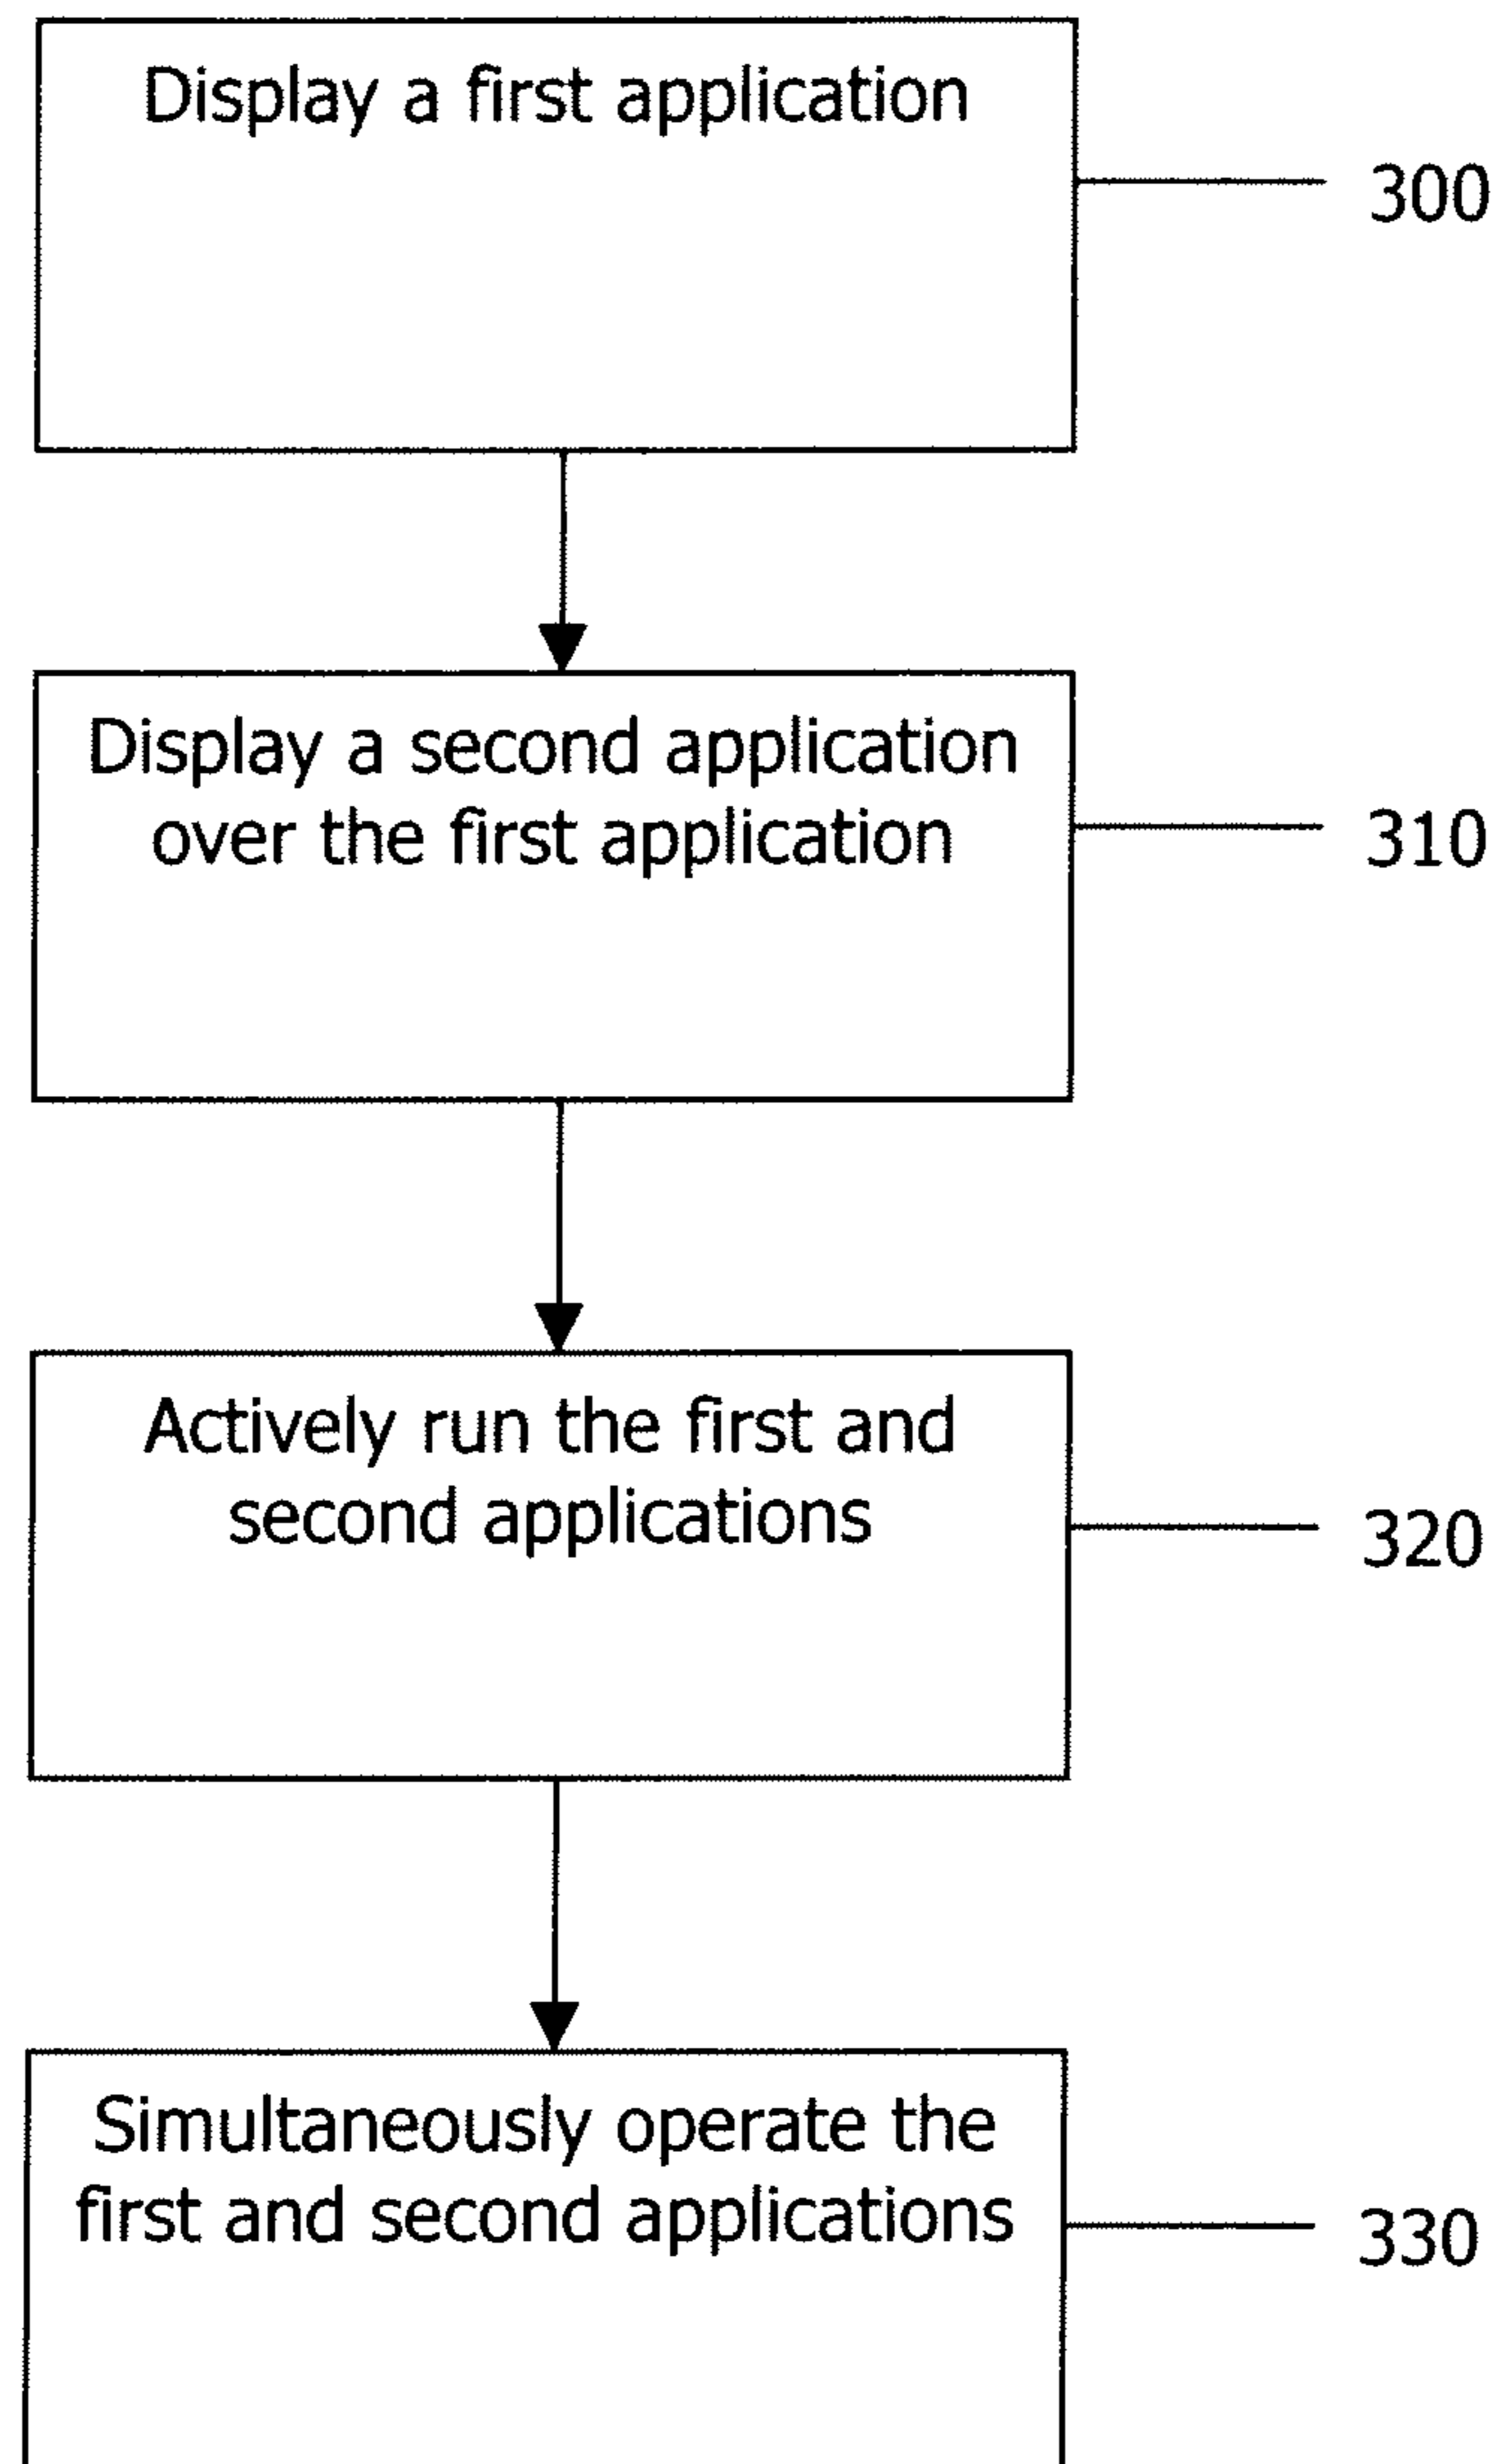 Display a first application
300
Display a second application
over the first application
310
Actively run the first and
second applications
320
Simultaneously operate the
first and second applications
330